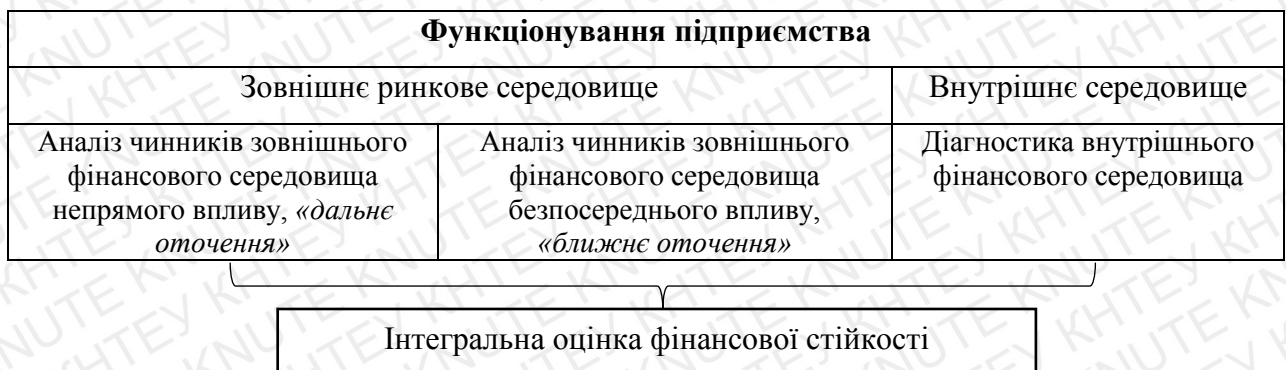 Функціонування підприємства
Зовнішнє ринкове середовище
Внутрішнє середовище
Аналіз чинників зовнішнього
фінансового середовища
непрямого впливу, «дальнє
оточення»
Аналіз чинників зовнішнього
фінансового середовища
безпосереднього впливу,
«ближнє оточення»
Діагностика внутрішнього
фінансового середовища
Інтегральна оцінка фінансової стійкості